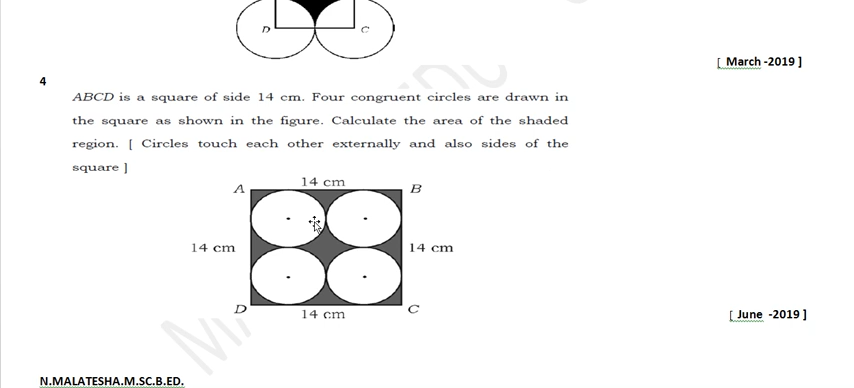 D C
[ March -2019 ]
4
ABCD is a square of side 14 cm. Four congruent circles are drawn in
the square as shown in the figure. Calculate the area of the shaded
region. [ Circles touch each other externally and also sides of the
square ]
14 cm
A B
14 cm 14 cm
D C
14 cm
[ June -2019 ]
N.MALATESHA.M.SC.B.ED.